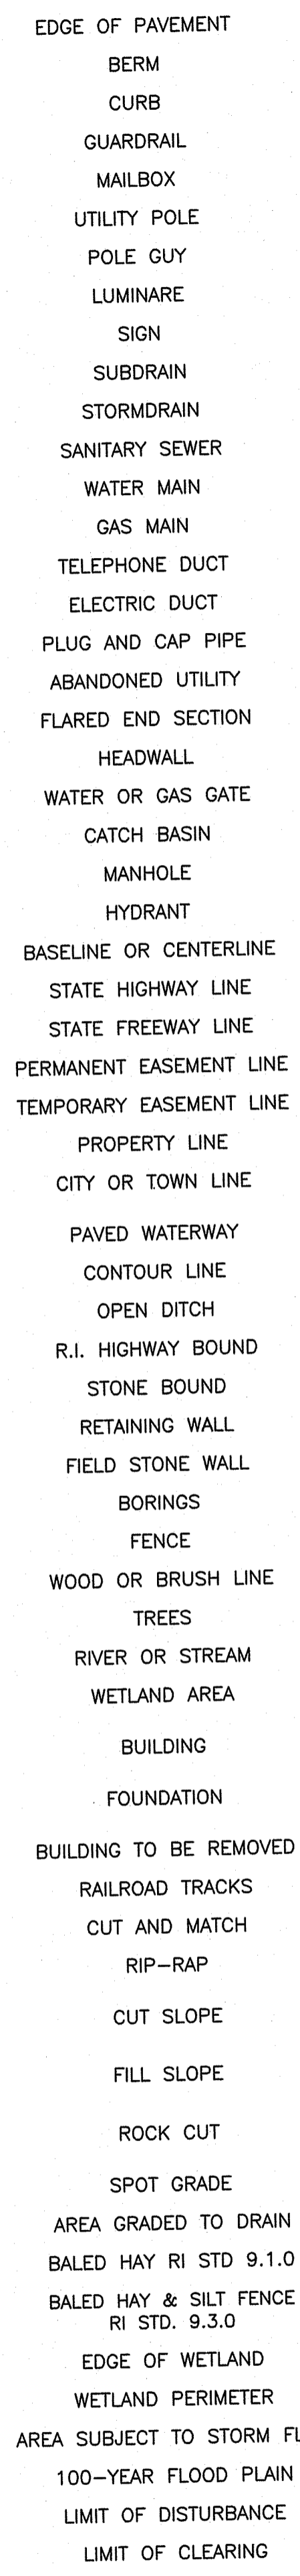 EDGE OF PAVEMENT
BERM
CURB
GUARDRAIL
MAILBOX
UTILITY POLE
POLE GUY
LUMINARE
SIGN
SUBDRAIN
STORMDRAIN
SANITARY SEWER
WATER MAIN
GAS MAIN
TELEPHONE DUCT
ELECTRIC DUCT
PLUG AND CAP PIPE
ABANDONED UTILITY
FLARED END SECTION
HEADWALL
WATER OR GAS GATE
CATCH BASIN
MANHOLE
HYDRANT
BASELINE OR CENTERLINE
STATE HIGHWAY LINE
STATE FREEWAY LINE
PERMANENT EASEMENT LINE
TEMPORARY EASEMENT LINE
PROPERTY LINE
CITY OR TOWN LINE
PAVED WATERWAY
CONTOUR LINE
OPEN DITCH
R.I. HIGHWAY BOUND
STONE BOUND
RETAINING WALL
FIELD STONE WALL
BORINGS
FENCE
WOOD OR BRUSH LINE
TREES
RIVER OR STREAM
WETLAND AREA
BUILDING
FOUNDATION
BUILDING TO BE REMOVED
RAILROAD TRACKS
CUT AND MATCH
RIP-RAP
CUT SLOPE
FILL SLOPE
ROCK CUT
SPOT GRADE
AREA GRADED TO DRAIN
BALED HAY RI STD 9.1.0
BALED HAY & SILT FENCE
RI STD. 9.3.0
EDGE OF WETLAND
WETLAND PERIMETER
AREA SUBJECT TO STORM
100-YEAR FLOOD PLAIN
LIMIT OF DISTURBANCE
LIMIT OF CLEARING